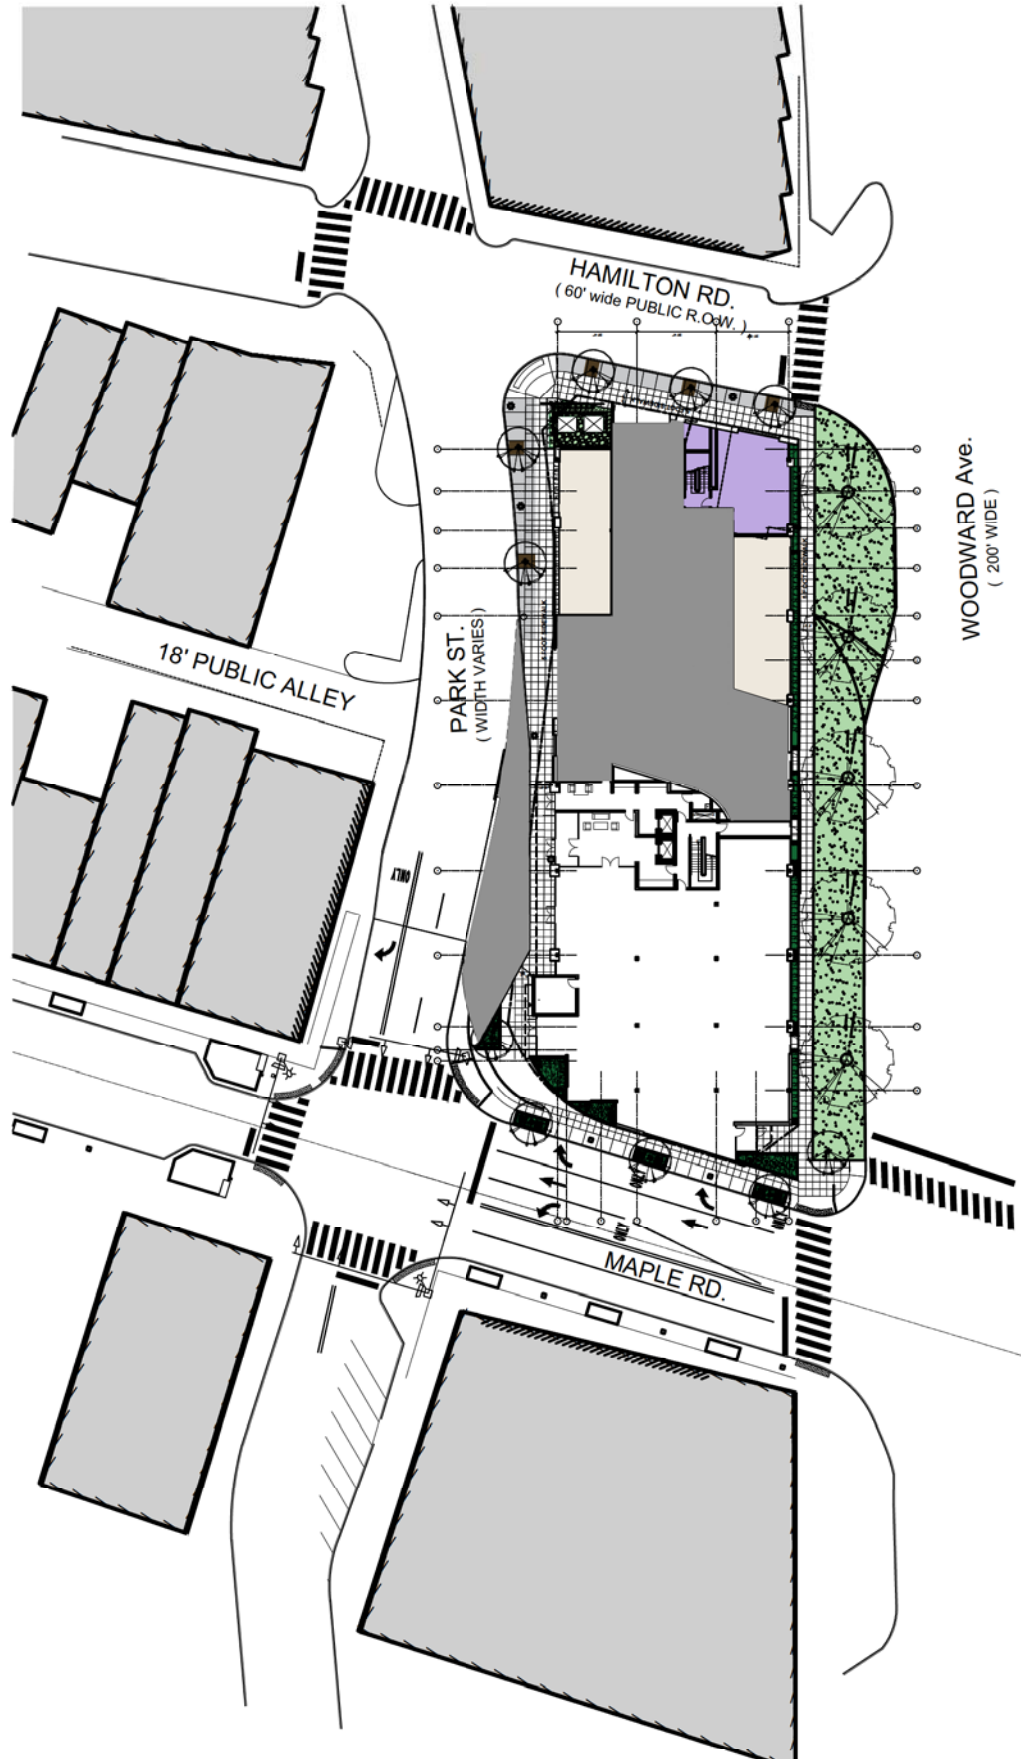 HAMILTON RD.
( 60' wide PUBLIC R.O.W. )
WOODWARD Ave.
( 200' WIDE )
18' PUBLIC ALLEY
PARK ST.
( WIDTH VARIES )
ONLY
ONLY
ONLY
MAPLE RD.